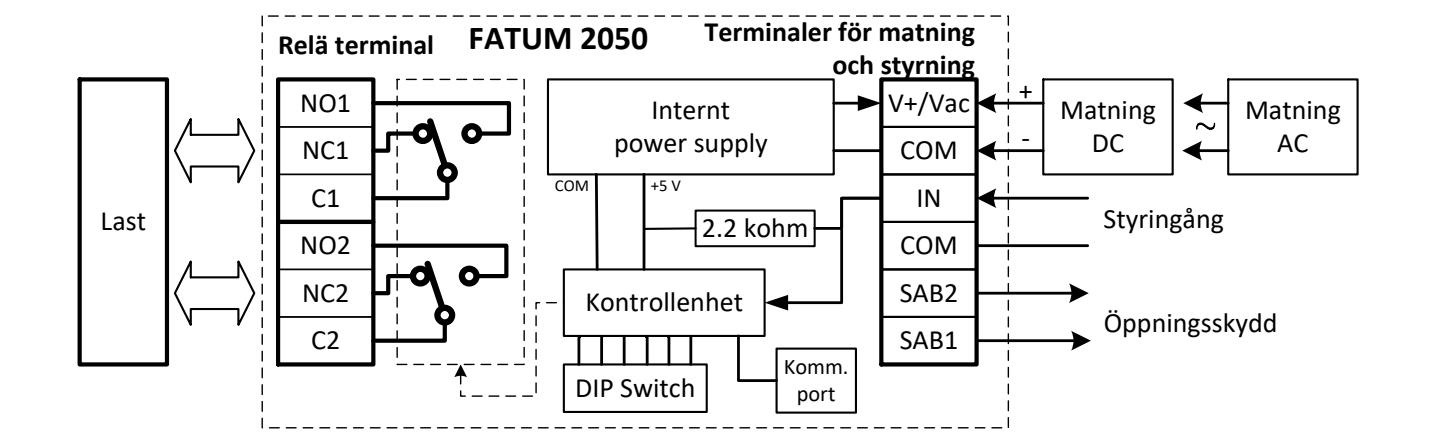 Relä terminal
FATUM 2050
Terminaler för matning
och styrning
Last
NO1
NC1
C1
NO2
NC2
C2
Internt
power supply
COM
+5 V
2.2 kohm
Kontrollenhet
DIP Switch
Komm.
port
V+/Vac
COM
IN
COM
SAB2
SAB1
+
-
Matning
DC
~
Matning
AC
Styringång
Öppningsskydd